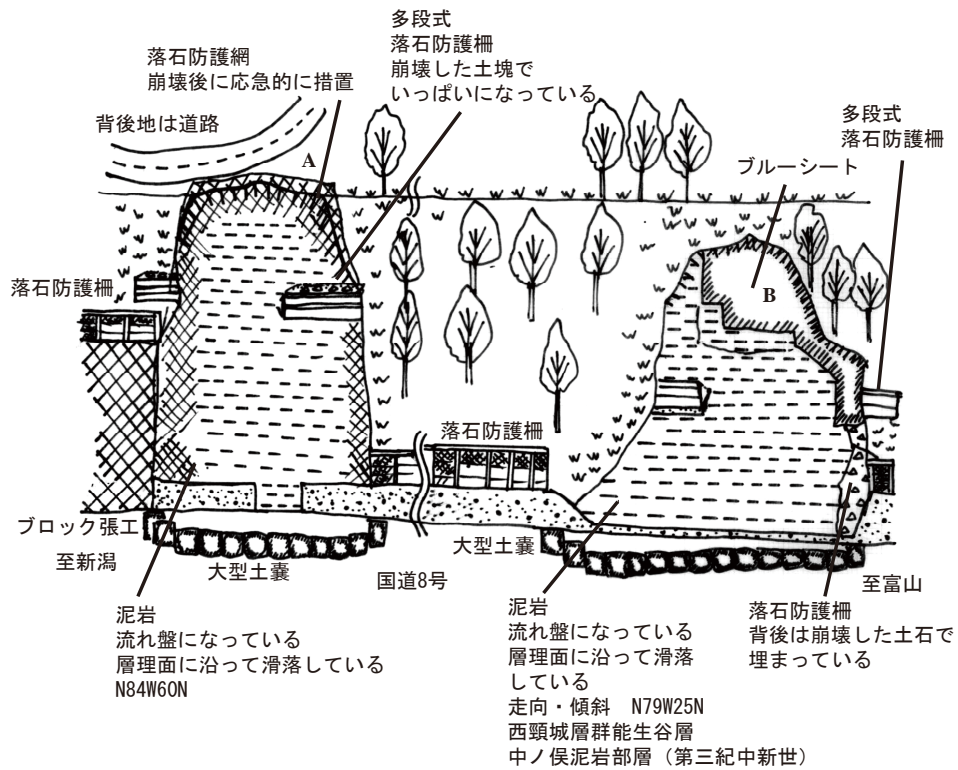 多段式
落石防護柵
崩壊した土塊で
いっぱいになっている
落石防護網
崩壊後に応急的に措置
背後地は道路
A
多段式
落石防護柵
ブルーシート
B
落石防護柵
落石防護柵
ブロック張工
至新潟
大型土嚢
国道8号
大型土嚢
至富山
泥岩
流れ盤になっている
層理面に沿って滑落している
N84W60N
泥岩
流れ盤になっている
層理面に沿って滑落
している
走向・傾斜 N79W25N
西頸城層群能生谷層
中ノ俣泥岩部層(第三紀中新世)
落石防護柵
背後は崩壊した土石で
埋まっている